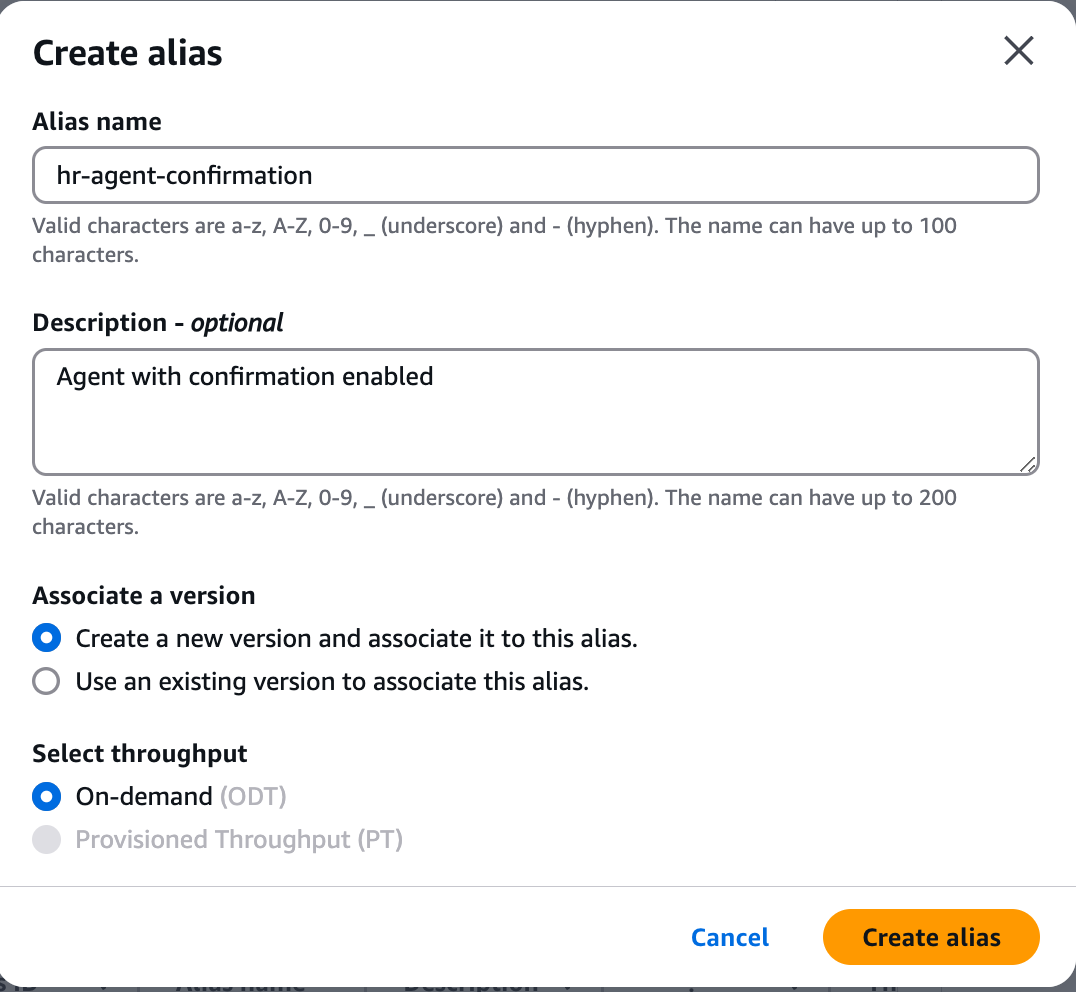 Create alias
Alias name
hr-agent-confirmation
Valid characters are a-z, A-Z, 0-9, _ (underscore) and - (hyphen). The name can have up to 100
characters.
Description - optional
Agent with confirmation enabled
Valid characters are a-z, A-Z, 0-9, _ (underscore) and - (hyphen). The name can have up to 200
characters.
Associate a version
Create a new version and associate it to this alias.
Use an existing version to associate this alias.
Select throughput
On-demand (ODT)
Provisioned Throughput (PT)
Cancel
Create alias
Alias name
Description